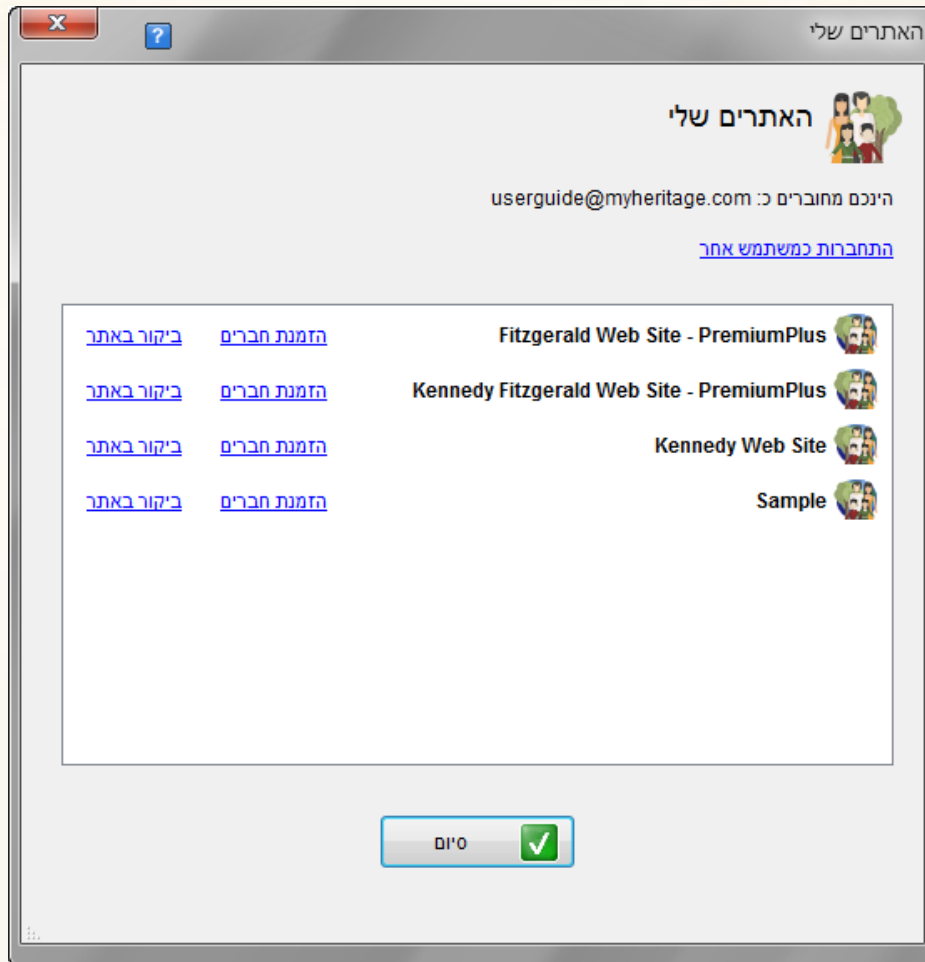 האתרים שלי
האתרים שלי
הינכם מחוברים כ: userguide@myheritage.com
התחברות כמשתמש אחר
Fitzgerald Web Site - PremiumPlus הזמנת חברים ביקור באתר
Kennedy Fitzgerald Web Site - PremiumPlus הזמנת חברים ביקור באתר
Kennedy Web Site הזמנת חברים ביקור באתר
Sample הזמנת חברים ביקור באתר
סיום